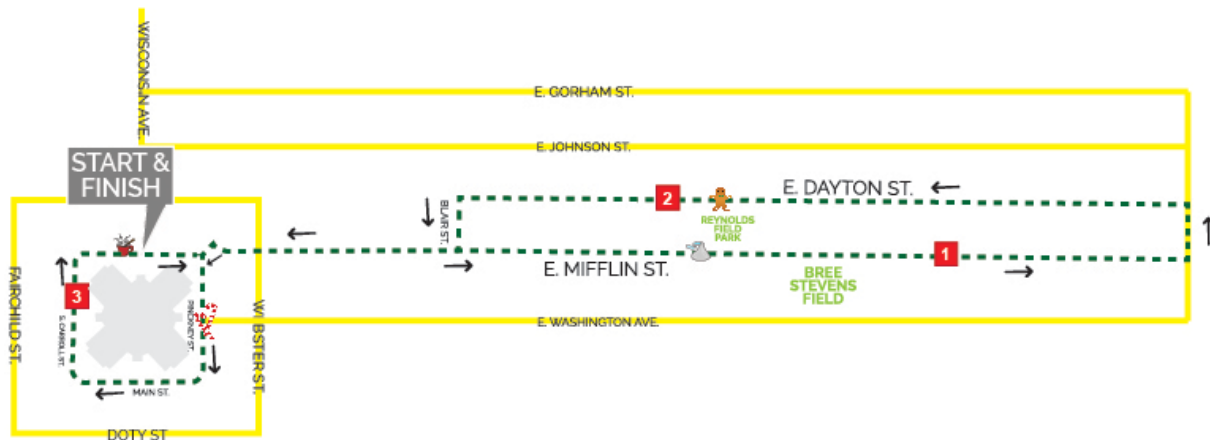 WISCONSIN AVE.
E. GORHAM ST.
E. JOHNSON ST.
START &
FINISH
2
E. DAYTON ST.
BLAIR ST.
REYNOLDS
FIELD
PARK
E. MIFFLIN ST.
1
BREE
STEVENS
FIELD
FAIRCHILD ST.
3
S. CARROLL ST.
PINCKNEY ST.
WEBSTER ST.
E. WASHINGTON AVE.
MAIN ST.
DOTY ST